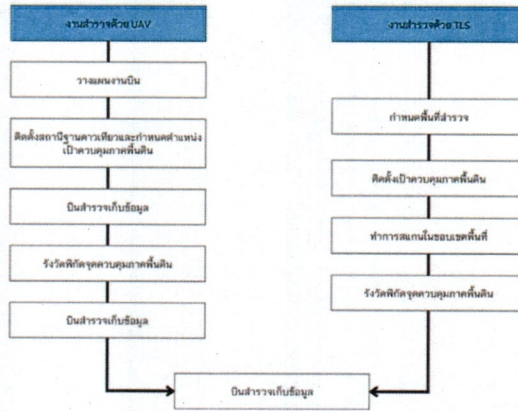 งานสำรวจด้วย UAV
วางแผนงานบิน
ติดตั้งสถานีฐานดาวเทียมและกำหนดตำแหน่ง
เป้าควบคุมภาคพื้นดิน
บินสำรวจเก็บข้อมูล
รังวัดพิกัดจุดควบคุมภาคพื้นดิน
บินสำรวจเก็บข้อมูล
งานสำรวจด้วย TLS
กำหนดพื้นที่สำรวจ
ติดตั้งเป้าควบคุมภาคพื้นดิน
ทำการสแกนในขอบเขตพื้นที่
รังวัดพิกัดจุดควบคุมภาคพื้นดิน
บินสำรวจเก็บข้อมูล